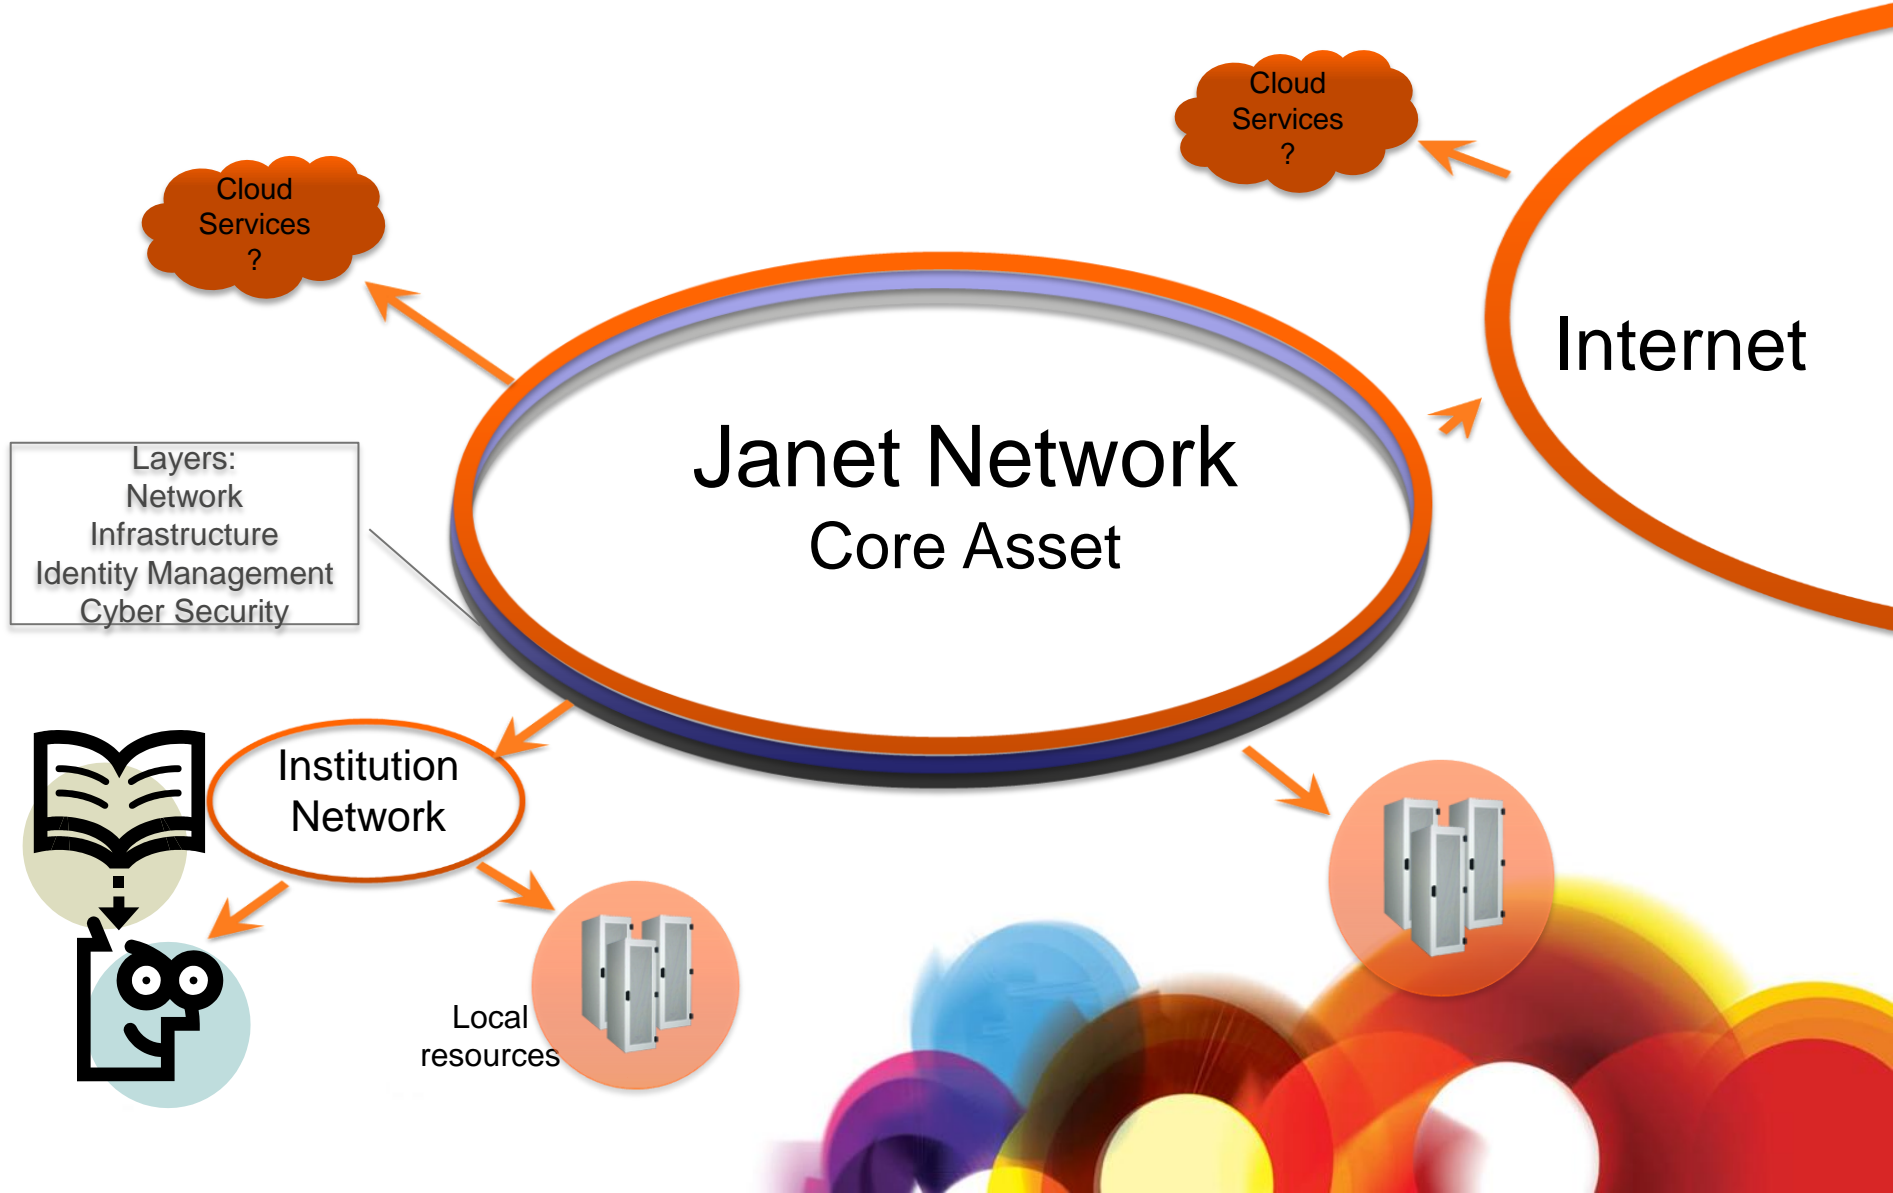 Cloud
Services
?
Cloud
Services
?
Internet
Janet Network
Core Asset
Layers:
Network
Infrastructure
Identity Management
Cyber Security
Institution
Network
Local
resources